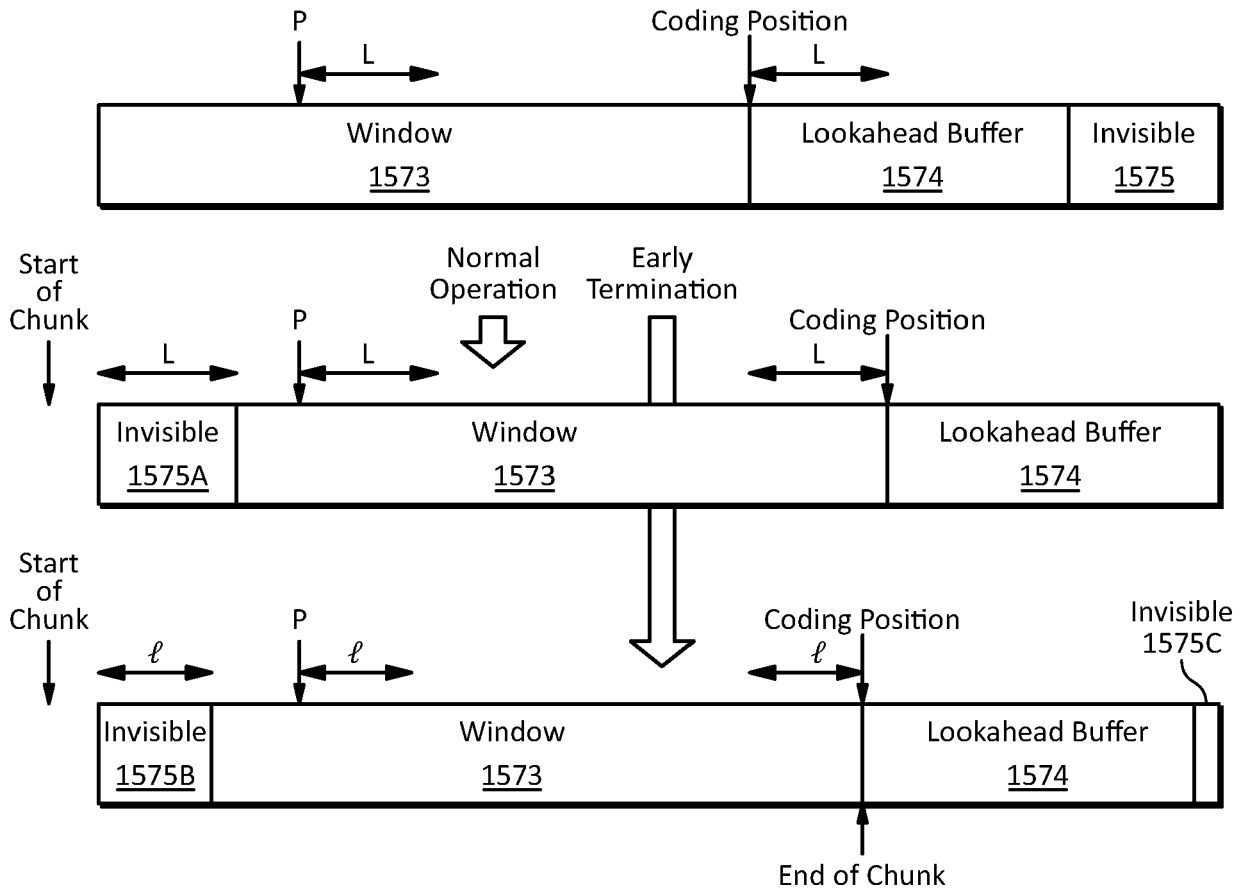 P
Coding Position
L
L
Window
Lookahead Buffer
Invisible
1573
1574
1575
Start
of
Chunk
Normal
Operation
Early
Termination
P
Coding Position
L
L
L
Invisible
Window
Lookahead Buffer
1575A
1573
1574
Start
of
Chunk
P
Coding Position
Invisible
1575C
ℓ
ℓ
ℓ
Invisible
Window
Lookahead Buffer
1575B
1573
1574
End of Chunk